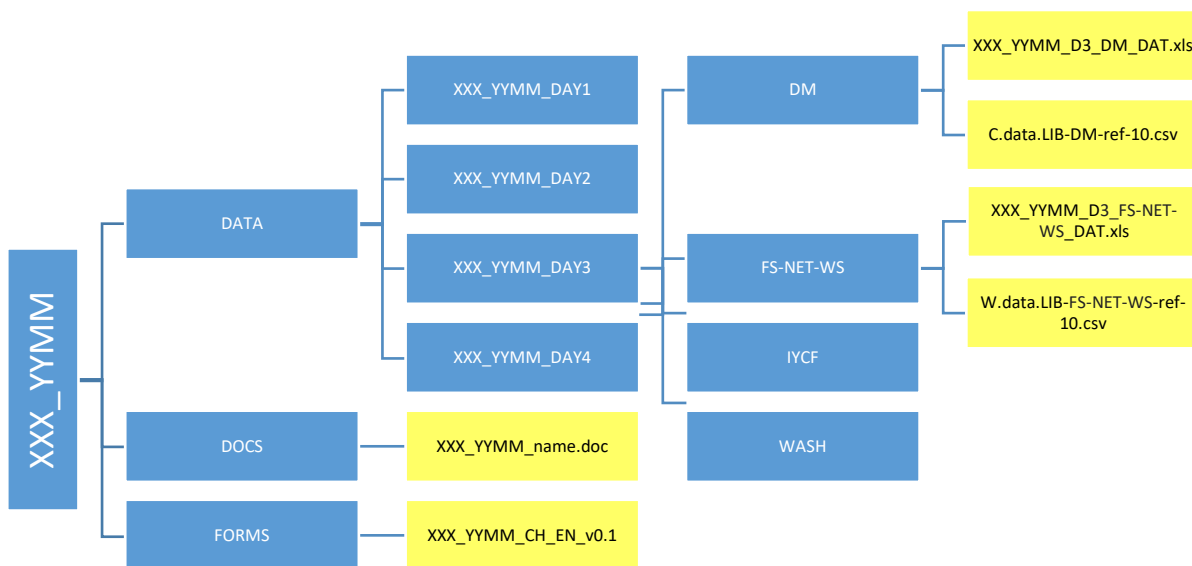 XXX_YYMM
DATA
DOCS
FORMS
XXX_YYMM_DAY1
XXX_YYMM_DAY2
XXX_YYMM_DAY3
XXX_YYMM_DAY4
XXX_YYMM_name.doc
XXX_YYMM_CH_EN_v0.1
DM
FS-NET-WS
IYCF
WASH
XXX_YYMM_D3_DM_DAT.xls
C.data.LIB-DM-ref-10.csv
XXX_YYMM_D3_FS-NET-
WS_DAT.xls
W.data.LIB-FS-NET-WS-ref-
10.csv